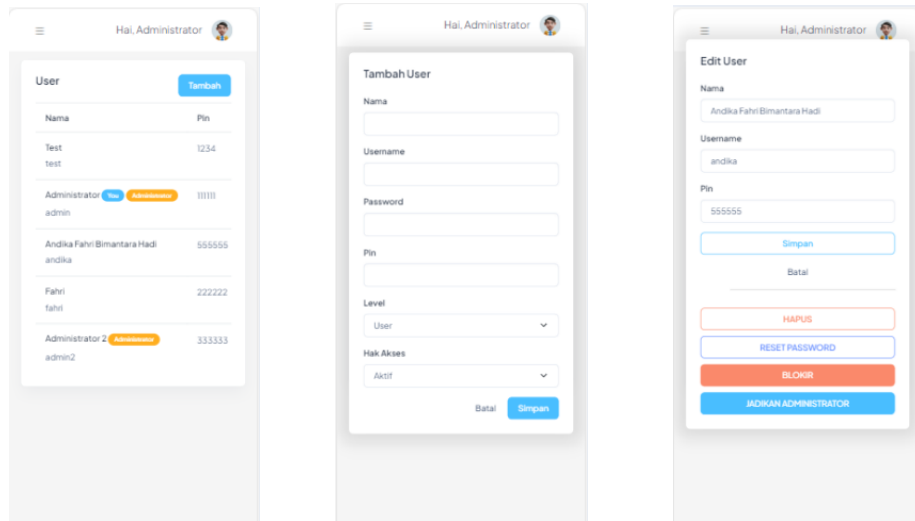 Hai, Administrator
User
Tambah
Nama Pin
Test 1234
test
Administrator You Administrator 111111
admin
Andika Fahri Bimantara Hadi 555555
andika
Fahri 222222
fahri
Administrator 2 Administrator 333333
admin2
Hai, Administrator
Tambah User
Nama
Username
Password
Pin
Level
User
Hak Akses
Aktif
Batal Simpan
Hai, Administrator
Edit User
Nama
Andika Fahri Bimantara Hadi
Username
andika
Pin
555555
Simpan
Batal
HAPUS
RESET PASSWORD
BLOKIR
JADIKAN ADMINISTRATOR